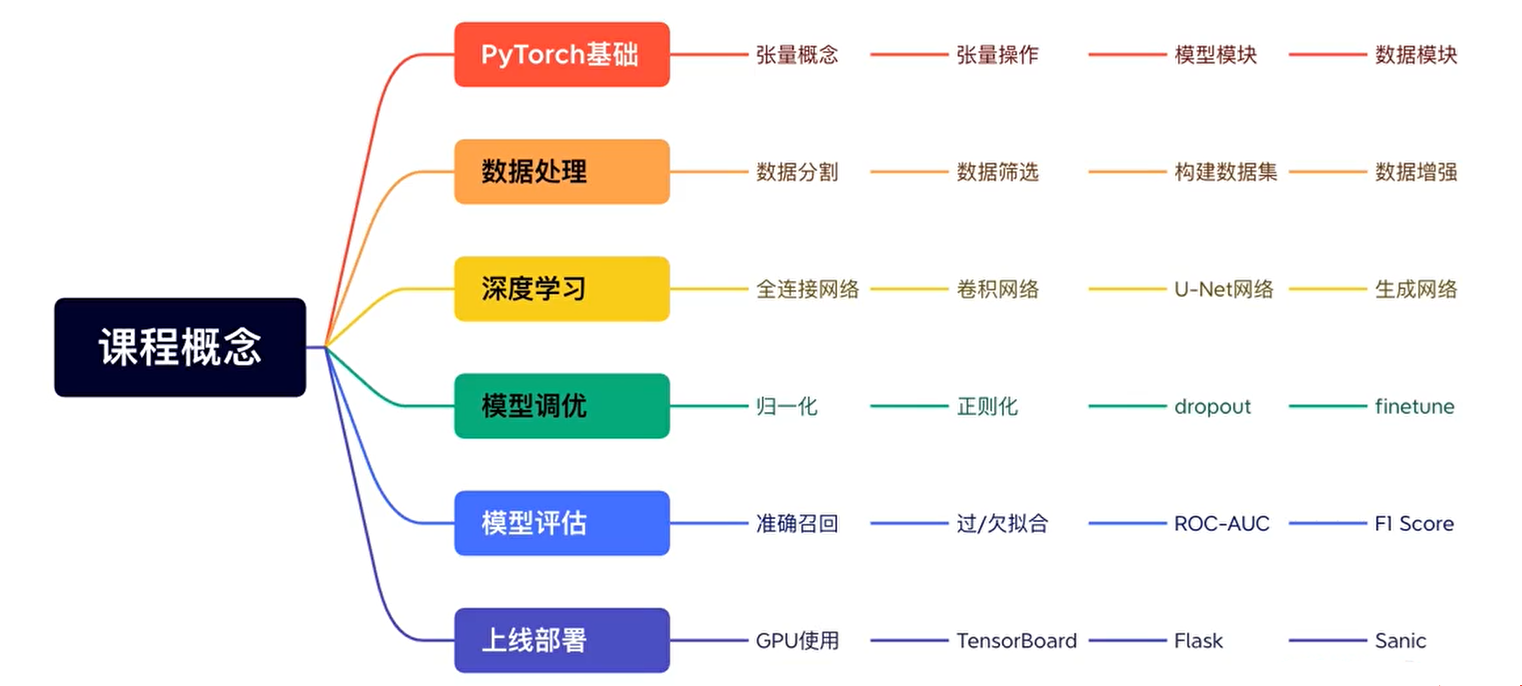 PyTorch基础 张量概念 张量操作 模型模块 数据模块
数据处理 数据分割 数据筛选 构建数据集 数据增强
深度学习 全连接网络 卷积网络 U-Net网络 生成网络
课程概念
模型调优 归一化 正则化 dropout finetune
模型评估 准确召回 过/欠拟合 ROC-AUC F1 Score
上线部署 GPU使用 TensorBoard Flask Sanic